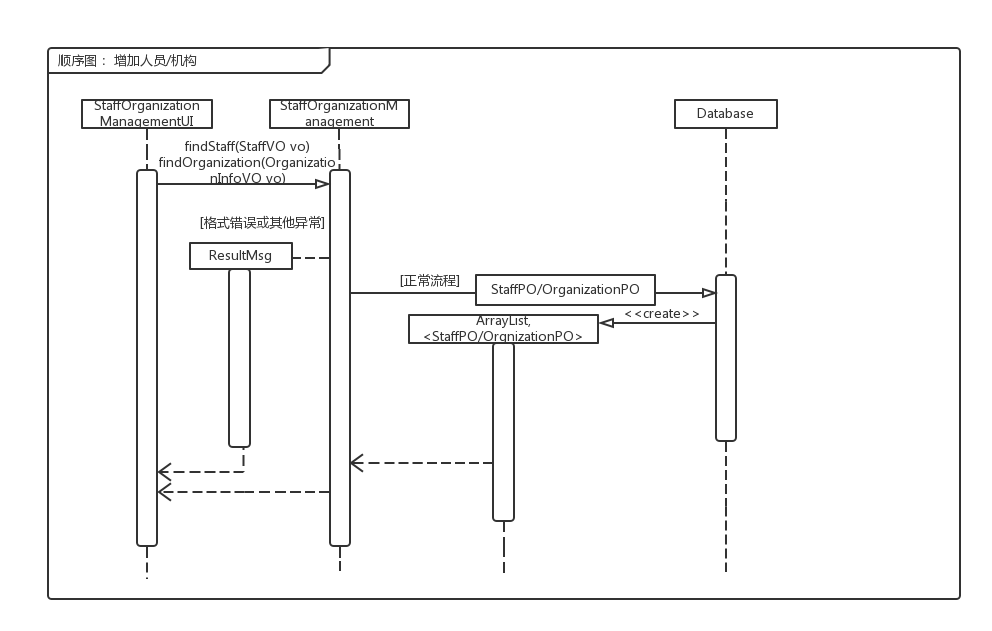 顺序图： 增加人员/机构
StaffOrganization
ManagementUI
StaffOrganizationM
anagement
Database
findStaff(StaffVO vo)
findOrganization(Organizatio
nInfoVO vo)
[格式错误或其他异常]
ResultMsg
[正常流程]
StaffPO/OrganizationPO
<<create>>
ArrayList,
<StaffPO/OrgnizationPO>